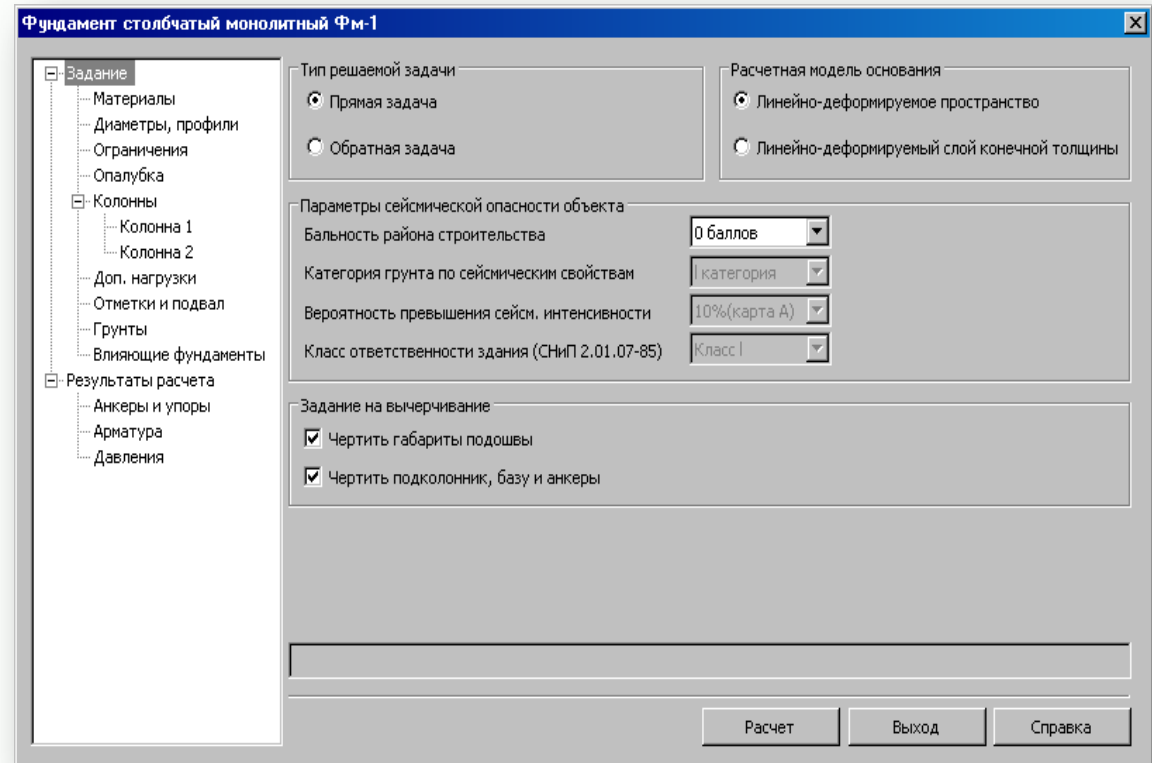 Фундамент столбчатый монолитный Фм-1
Задание
Материалы
Диаметры, профили
Ограничения
Опалубка
Колонны
Колонна 1
Колонна 2
Доп. нагрузки
Отметки и подвал
Грунты
Влияющие фундаменты
Результаты расчета
Анкеры и упоры
Арматура
Давления
Тип решаемой задачи
Прямая задача
Обратная задача
Расчетная модель основания
Линейно-деформируемое пространство
Линейно-деформируемый слой конечной толщины
Параметры сейсмической опасности объекта
Бальность района строительства 0 баллов
Категория грунта по сейсмическим свойствам I категория
Вероятность превышения сейсм. интенсивности 10%(карта А)
Класс ответственности здания (СНиП 2.01.07-85) Класс I
Задание на вычерчивание
Чертить габариты подошвы
Чертить подколонник, базу и анкеры
Расчет Выход Справка